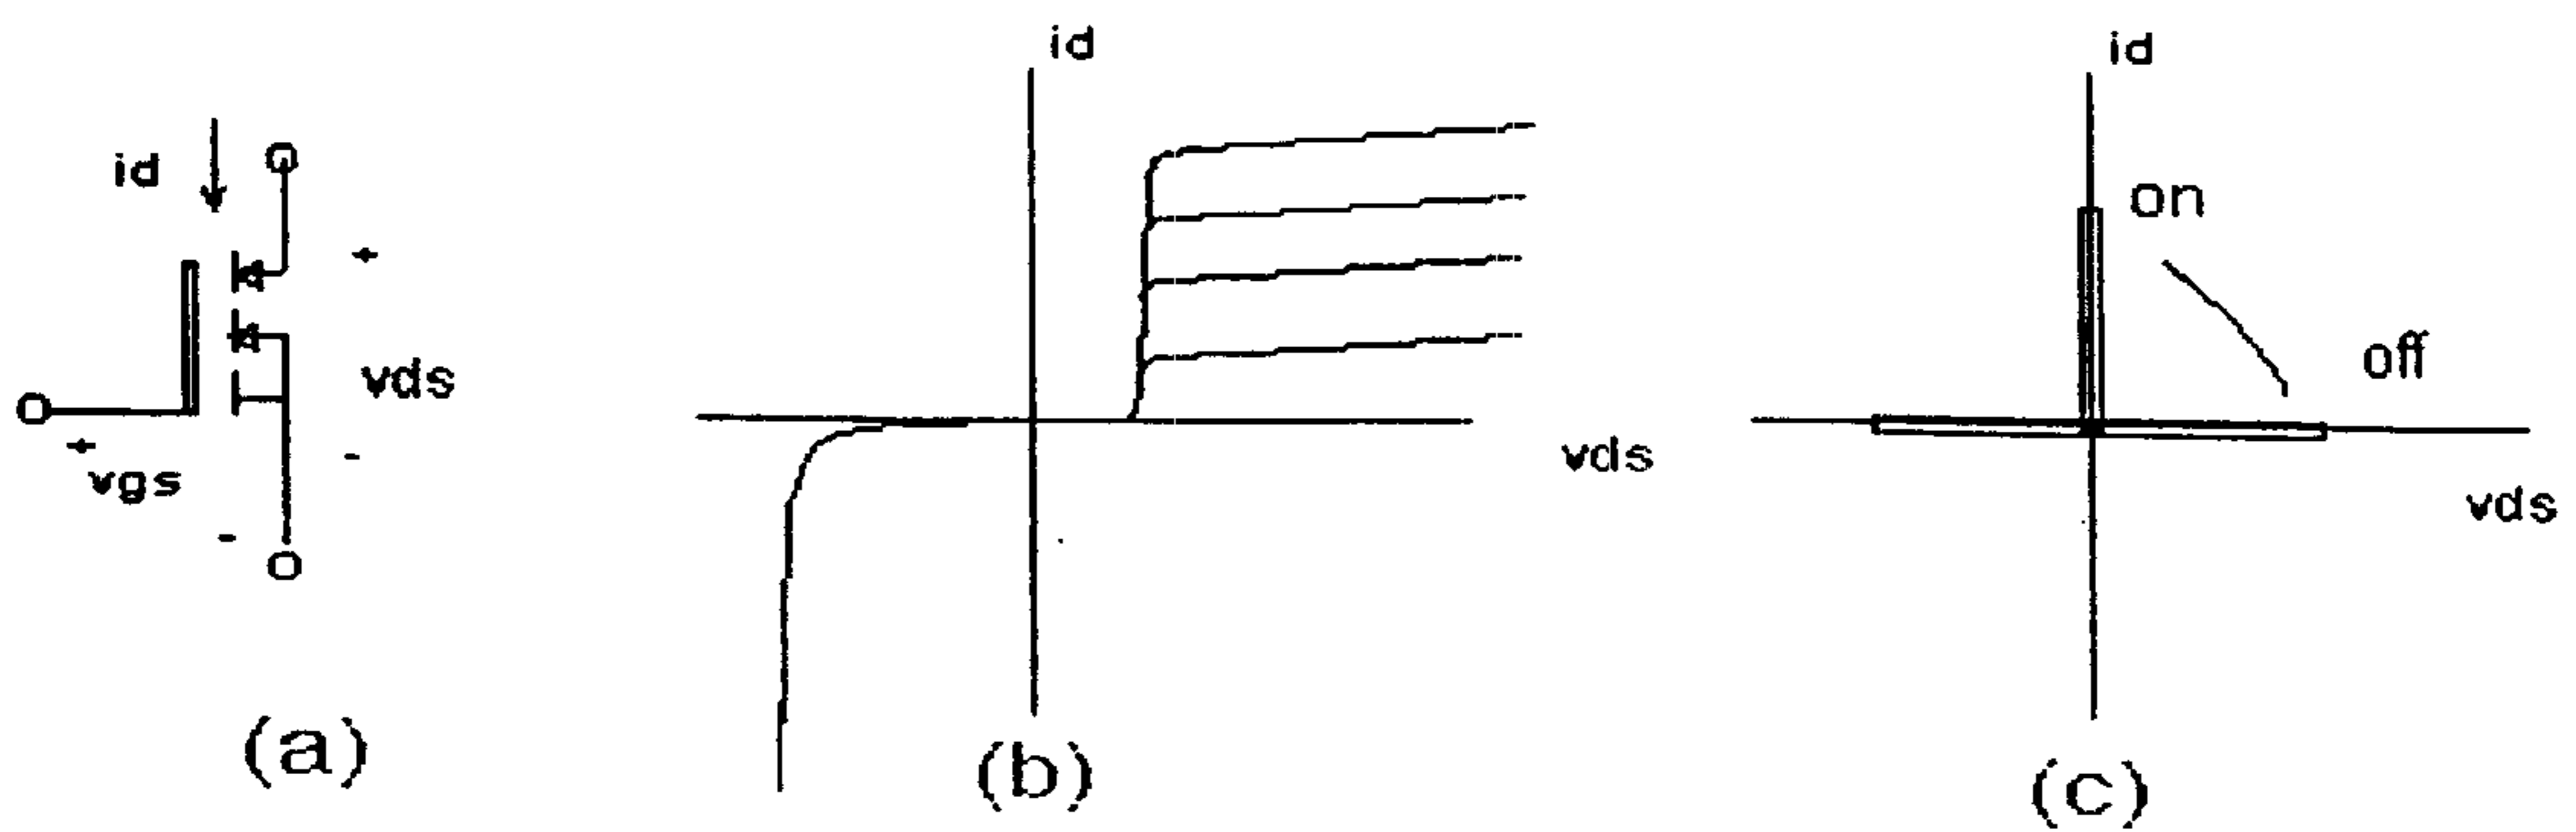 id
+
vds
-
+
vgs
-
(a)
id
vds
(b)
id
on
off
vds
(c)